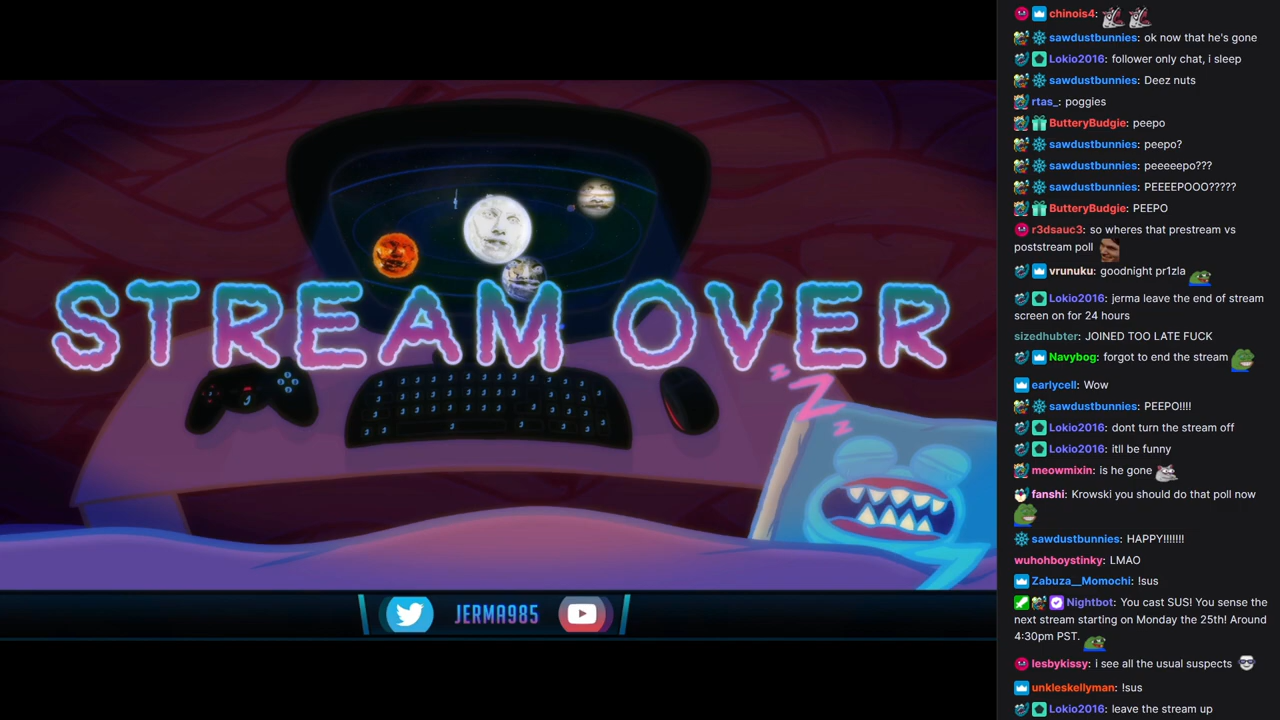 STREAM OVER
z
Z
z
JERMA985
chinois4:
sawdustbunnies: ok now that he's gone
Lokio2016: follower only chat, i sleep
sawdustbunnies: Deez nuts
rtas_: poggies
ButteryBudgie: peepo
sawdustbunnies: peepo?
sawdustbunnies: peeeeepo???
sawdustbunnies: PEEEEPOOO?????
ButteryBudgie: PEEPO
r3dsauc3: so wheres that prestream vs
poststream poll
vrunuku: goodnight pr1zla
Lokio2016: jerma leave the end of stream
screen on for 24 hours
sizedhubter: JOINED TOO LATE FUCK
Navybog: forgot to end the stream
earlycell: Wow
sawdustbunnies: PEEPO!!!!
Lokio2016: dont turn the stream off
Lokio2016: itll be funny
meowmixin: is he gone
fanshi: Krowski you should do that poll now
sawdustbunnies: HAPPY!!!!!!!
wuhohboystinky: LMAO
Zabuza__Momochi: !sus
Nightbot: You cast SUS! You sense the
next stream starting on Monday the 25th! Around
4:30pm PST.
lesbykissy: i see all the usual suspects
unkleskellyman: !sus
Lokio2016: leave the stream up